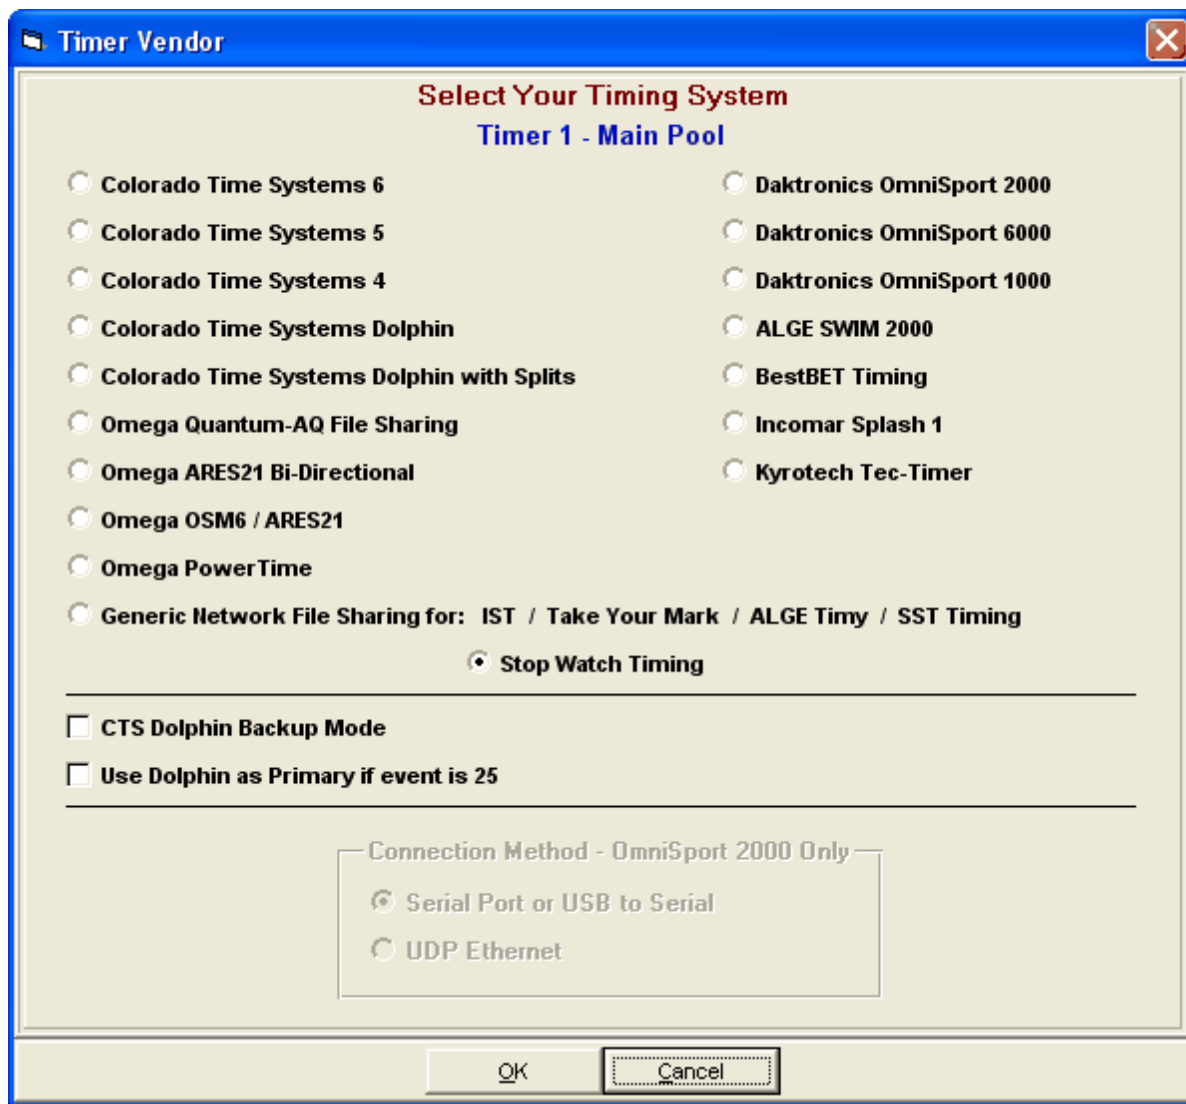 Timer Vendor
Select Your Timing System
Timer 1 - Main Pool
Colorado Time Systems 6
Colorado Time Systems 5
Colorado Time Systems 4
Colorado Time Systems Dolphin
Colorado Time Systems Dolphin with Splits
Omega Quantum-AQ File Sharing
Omega ARES21 Bi-Directional
Omega OSM6 / ARES21
Omega PowerTime
Daktronics OmniSport 2000
Daktronics OmniSport 6000
Daktronics OmniSport 1000
ALGE SWIM 2000
BestBET Timing
Incomar Splash 1
Kyrotech Tec-Timer
Generic Network File Sharing for: IST / Take Your Mark / ALGE Timy / SST Timing
Stop Watch Timing
CTS Dolphin Backup Mode
Use Dolphin as Primary if event is 25
Connection Method - OmniSport 2000 Only
Serial Port or USB to Serial
UDP Ethernet
OK
Cancel